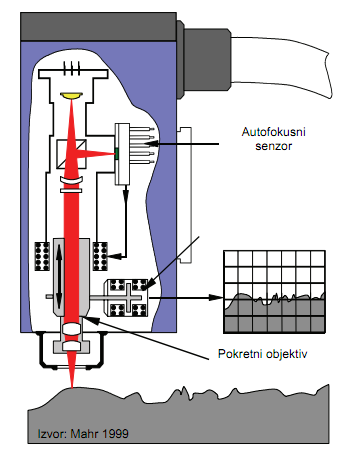 Autofokusni
senzor
Pokretni objektiv
Izvor: Mahr 1999